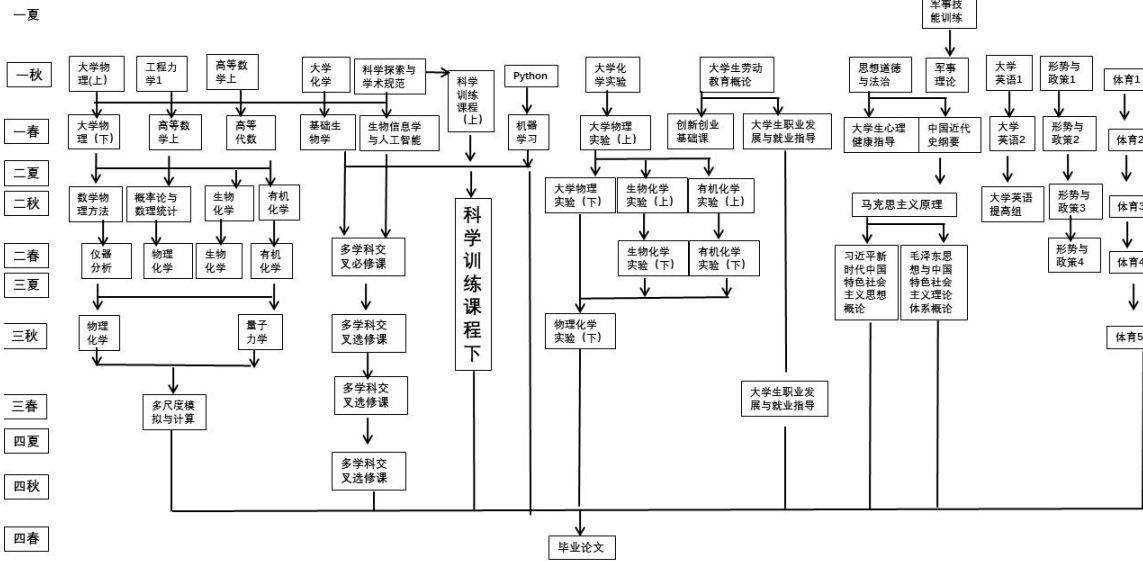 一夏
军事技
能训练
一秋
大学物
理(上)
工程力
学1
高等数
学上
大学
化学
科学探索与
学术规范
科学
训练
课程
（上）
Python
大学化
学实验
大学生劳动
教育概论
思想道德
与法治
军事
理论
大学
英语1
形势与
政策1
体育1
一春
大学物
理（下）
高等数
学上
高等
代数
基础生
物学
生物信息学
与人工智能
机器
学习
大学物理
实验（上）
创新创业
基础课
大学生职业发
展与就业指导
大学生心理
健康指导
中国近代
史纲要
大学
英语2
形势与
政策2
体育2
二夏
二秋
数学物
理方法
概率论与
数理统计
生物
化学
有机
化学
科学训练课程下
大学物理
实验（下）
生物化学
实验（上）
有机化学
实验（上）
马克思主义原理
大学英语
提高组
形势与
政策3
体育3
二春
仪器
分析
物理
化学
生物
化学
有机
化学
多学科交
叉必修课
生物化学
实验（下）
有机化学
实验（下）
习近平新
时代中国
特色社会
主义思想
概论
毛泽东思
想与中国
特色社会
主义理论
体系概论
形势与
政策4
体育4
三夏
三秋
物理
化学
量子
力学
多学科交
叉选修课
物理化学
实验（下）
体育5
三春
多尺度模
拟与计算
多学科交
叉选修课
大学生职业发
展与就业指导
四夏
四秋
多学科交
叉选修课
四春
毕业论文